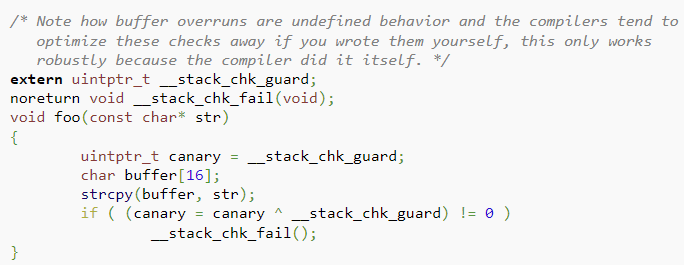 /* Note how buffer overruns are undefined behavior and the compilers tend to
   optimize these checks away if you wrote them yourself, this only works
   robustly because the compiler did it itself. */
extern uintptr_t __stack_chk_guard;
noreturn void __stack_chk_fail(void);
void foo(const char* str)
{
        uintptr_t canary = __stack_chk_guard;
        char buffer[16];
        strcpy(buffer, str);
        if ( (canary = canary ^ __stack_chk_guard) != 0 )
                __stack_chk_fail();
}